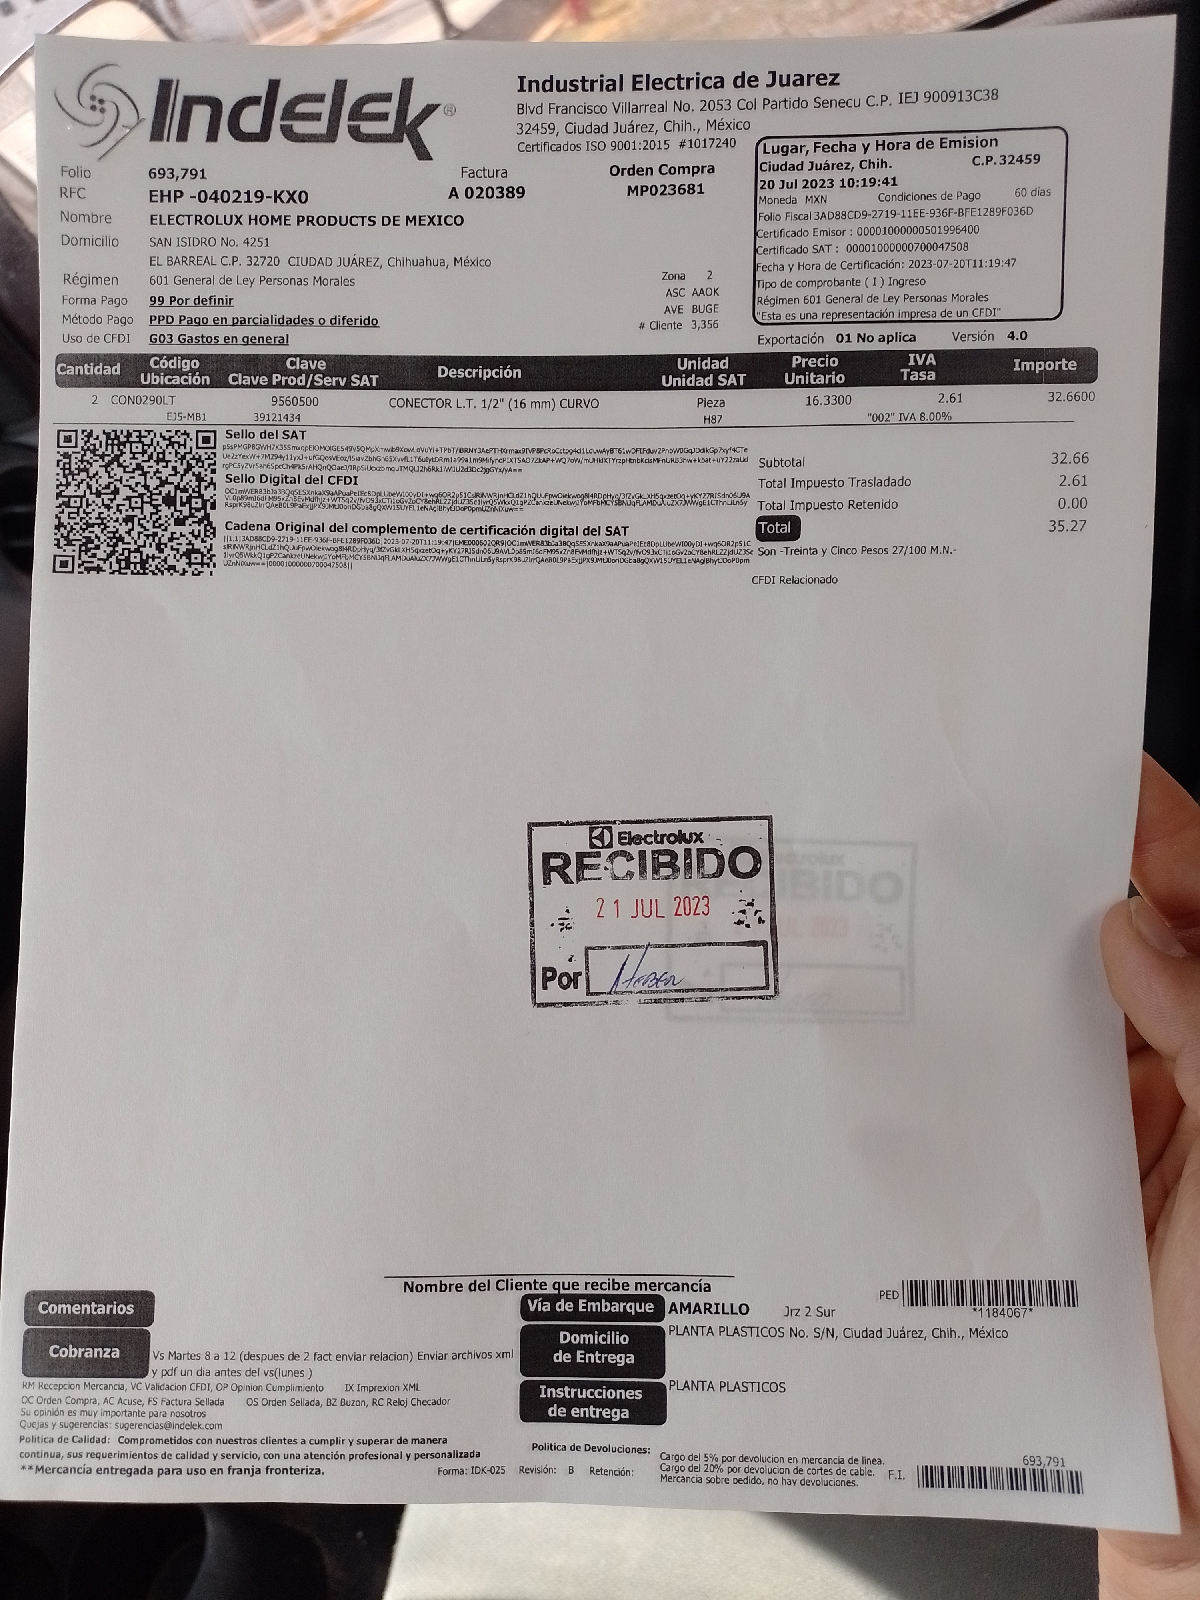 Indelek®
Industrial Electrica de Juarez
Blvd Francisco Villarreal No. 2053 Col Partido Senecu C.P. IEJ 900913C38
32459, Ciudad Juárez, Chih., México
Certificados ISO 9001:2015 #1017240
Folio 693,791 Factura Orden Compra
RFC EHP -040219-KX0 A 020389 MP023681
Nombre ELECTROLUX HOME PRODUCTS DE MEXICO
Domicilio SAN ISIDRO No. 4251
EL BARREAL C.P. 32720 CIUDAD JUÁREZ, Chihuahua, México
Régimen 601 General de Ley Personas Morales
Forma Pago 99 Por definir
Método Pago PPD Pago en parcialidades o diferido
Uso de CFDI G03 Gastos en general
Zona 2
ASC AAOK
AVE BUGE
# Cliente 3,356
Lugar, Fecha y Hora de Emision
Ciudad Juárez, Chih. C.P. 32459
20 Jul 2023 10:19:41
Moneda MXN Condiciones de Pago 60 días
Folio Fiscal 3AD88CD9-2719-11EE-936F-BFE1289F036D
Certificado Emisor : 00001000000501996400
Certificado SAT : 00001000000700047508
Fecha y Hora de Certificación: 2023-07-20T11:19:47
Tipo de comprobante ( I ) Ingreso
Régimen 601 General de Ley Personas Morales
"Esta es una representación impresa de un CFDI"
Exportación 01 No aplica Versión 4.0
Cantidad Código Clave Descripción Unidad Precio IVA Importe
Ubicación Clave Prod/Serv SAT Unidad SAT Unitario Tasa
2 CON0290LT 9560500 CONECTOR L.T. 1/2" (16 mm) CURVO Pieza 16.3300 2.61 32.6600
EJ5-MB1 39121434 H87 "002" IVA 8.00%
Sello del SAT
Sello Digital del CFDI
Cadena Original del complemento de certificación digital del SAT
Subtotal 32.66
Total Impuesto Trasladado 2.61
Total Impuesto Retenido 0.00
Total 35.27
Son -Treinta y Cinco Pesos 27/100 M.N.-
CFDI Relacionado
Electrolux
RECIBIDO
21 JUL 2023
Por
Nombre del Cliente que recibe mercancía
Comentarios
Vía de Embarque AMARILLO Jrz 2 Sur
PED *1184067*
Cobranza
Vs Martes 8 a 12 (despues de 2 fact enviar relacion) Enviar archivos xml
y pdf un dia antes del vs(lunes )
Domicilio de Entrega PLANTA PLASTICOS No. S/N, Ciudad Juárez, Chih., México
Instrucciones de entrega PLANTA PLASTICOS
RM Recepcion Mercancia, VC Validacion CFDI, OP Opinion Cumplimiento IX Imprexion XML
OC Orden Compra, AC Acuse, FS Factura Sellada OS Orden Sellada, BZ Buzon, RC Reloj Checador
Su opinión es muy importante para nosotros
Quejas y sugerencias: sugerencias@indelek.com
Politica de Calidad: Comprometidos con nuestros clientes a cumplir y superar de manera
continua, sus requerimientos de calidad y servicio, con una atención profesional y personalizada
**Mercancía entregada para uso en franja fronteriza.
Forma: IDK-025 Revisión: B Retención:
Politica de Devoluciones:
Cargo del 5% por devolucion en mercancia de linea.
Cargo del 20% por devolucion de cortes de cable.
Mercancia sobre pedido, no hay devoluciones.
F.I. 693,791